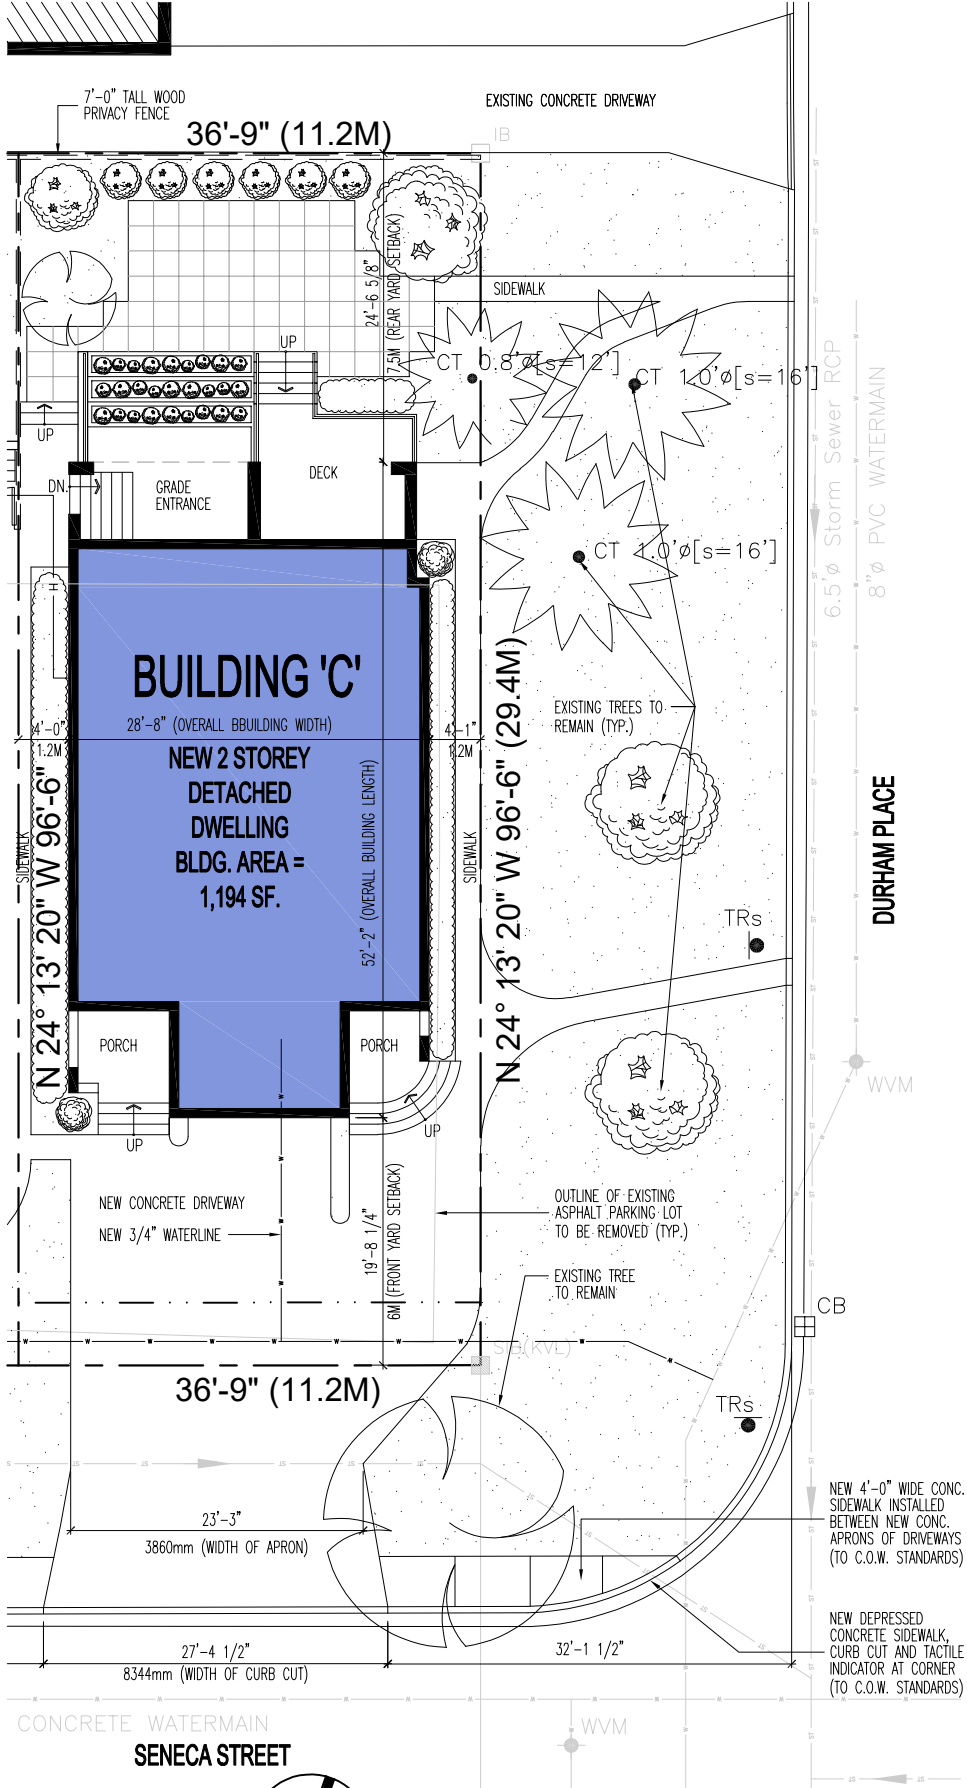 7'-0" TALL WOOD
PRIVACY FENCE
EXISTING CONCRETE DRIVEWAY
36'-9" (11.2M)
IB
24'-6 5/8"
7.5M (REAR YARD SETBACK)
SIDEWALK
UP
CT 0.8'ø[s=12']
CT 1.0'ø[s=16']
UP
DECK
DN.
GRADE
ENTRANCE
CT 1.0'ø[s=16']
6.5'ø Storm Sewer RCP
8"ø PVC WATERMAIN
H
BUILDING 'C'
28'-8" (OVERALL BBUILDING WIDTH)
4'-0"
1.2M
4'-1"
1.2M
NEW 2 STOREY
DETACHED
DWELLING
BLDG. AREA =
1,194 SF.
52'-2" (OVERALL BUILDING LENGTH)
SIDEWALK
SIDEWALK
N 24° 13' 20" W 96'-6"
N 24° 13' 20" W 96'-6" (29.4M)
EXISTING TREES TO
REMAIN (TYP.)
DURHAM PLACE
TRs
PORCH
PORCH
WVM
UP
UP
NEW CONCRETE DRIVEWAY
NEW 3/4" WATERLINE
19'-8 1/4"
6M (FRONT YARD SETBACK)
OUTLINE OF EXISTING
ASPHALT PARKING LOT
TO BE REMOVED (TYP.)
EXISTING TREE
TO REMAIN
CB
SIB(KVL)
36'-9" (11.2M)
TRs
23'-3"
3860mm (WIDTH OF APRON)
NEW 4'-0" WIDE CONC.
SIDEWALK INSTALLED
BETWEEN NEW CONC.
APRONS OF DRIVEWAYS
(TO C.O.W. STANDARDS)
NEW DEPRESSED
CONCRETE SIDEWALK,
CURB CUT AND TACTILE
INDICATOR AT CORNER
(TO C.O.W. STANDARDS)
27'-4 1/2"
8344mm (WIDTH OF CURB CUT)
32'-1 1/2"
CONCRETE WATERMAIN
WVM
SENECA STREET